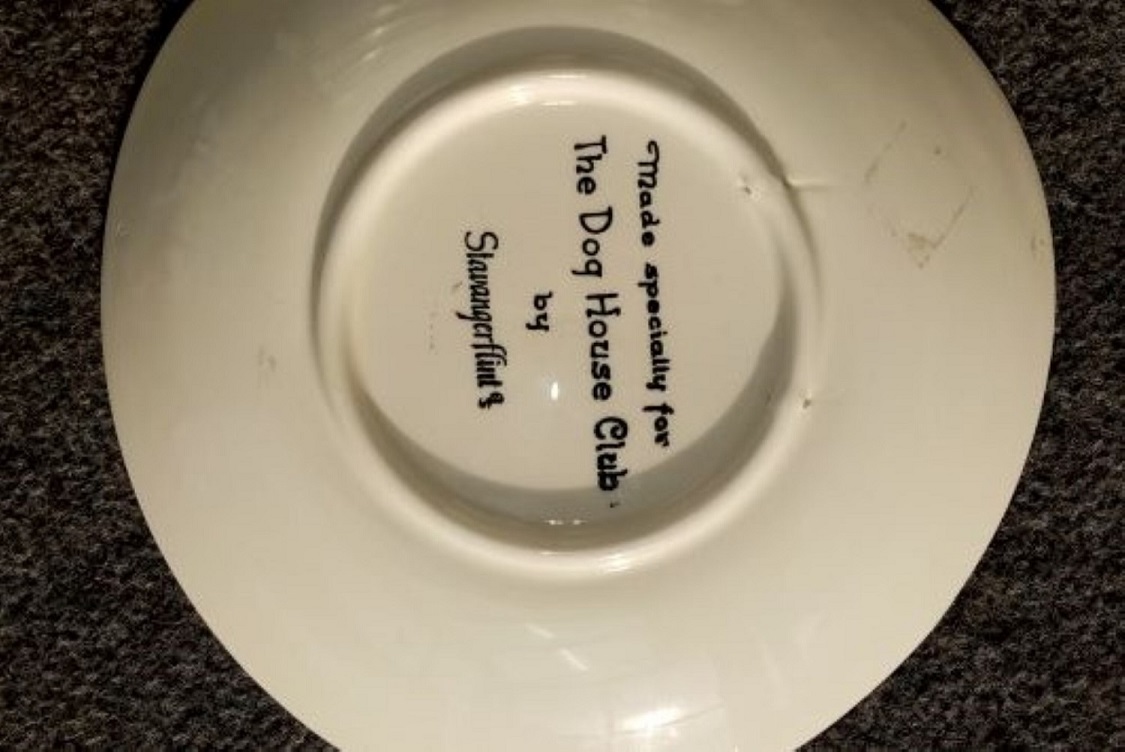 Made specially for
The Dog House Club.
by
Stavangerflint §